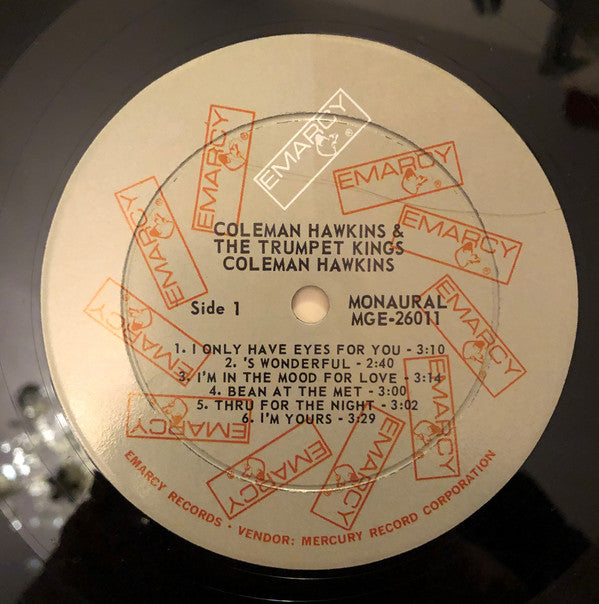 EMARCY ®
EMARCY ®
EMARCY ®
EMARCY ®
EMARCY ®
EMARCY ®
EMARCY
EMARCY
EMARCY
EMARCY
EMARCY
COLEMAN HAWKINS &
THE TRUMPET KINGS
COLEMAN HAWKINS
Side 1
MONAURAL
MGE-26011
1. I ONLY HAVE EYES FOR YOU - 3:10
2. 'S WONDERFUL - 2:40
3. I'M IN THE MOOD FOR LOVE - 3:14
4. BEAN AT THE MET - 3:00
5. THRU FOR THE NIGHT - 3:02
6. I'M YOURS - 3:29
EMARCY RECORDS · VENDOR: MERCURY RECORD CORPORATION